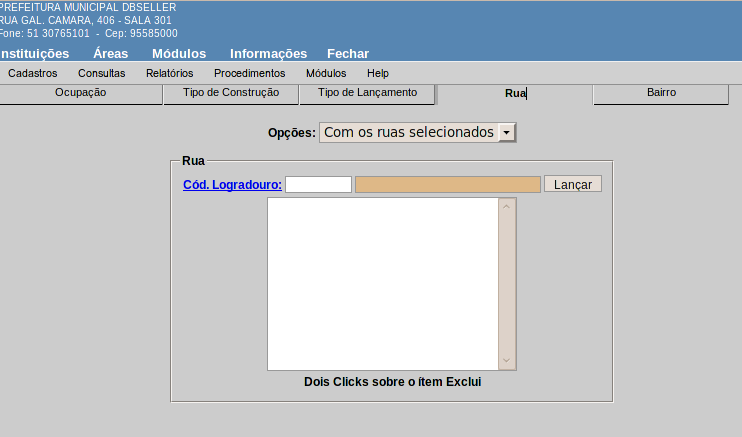 PREFEITURA MUNICIPAL DBSELLER
RUA GAL. CAMARA, 406 - SALA 301
Fone: 51 30765101 - Cep: 95585000
nstituições Áreas Módulos Informações Fechar
Cadastros Consultas Relatórios Procedimentos Módulos Help
Ocupação Tipo de Construção Tipo de Lançamento Rua Bairro
Opções: Com os ruas selecionados
Rua
Cód. Logradouro: Lançar
Dois Clicks sobre o ítem Exclui